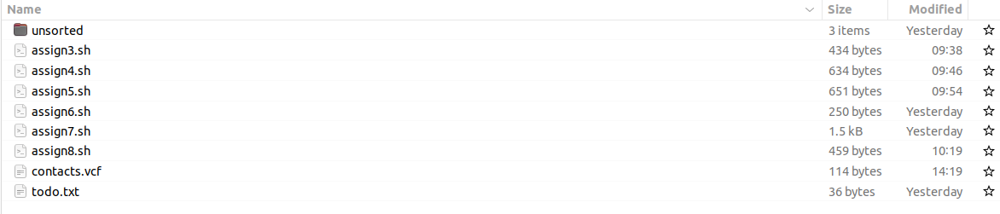 Name Size Modified
unsorted 3 items Yesterday
assign3.sh 434 bytes 09:38
assign4.sh 634 bytes 09:46
assign5.sh 651 bytes 09:54
assign6.sh 250 bytes Yesterday
assign7.sh 1.5 kB Yesterday
assign8.sh 459 bytes 10:19
contacts.vcf 114 bytes 14:19
todo.txt 36 bytes Yesterday